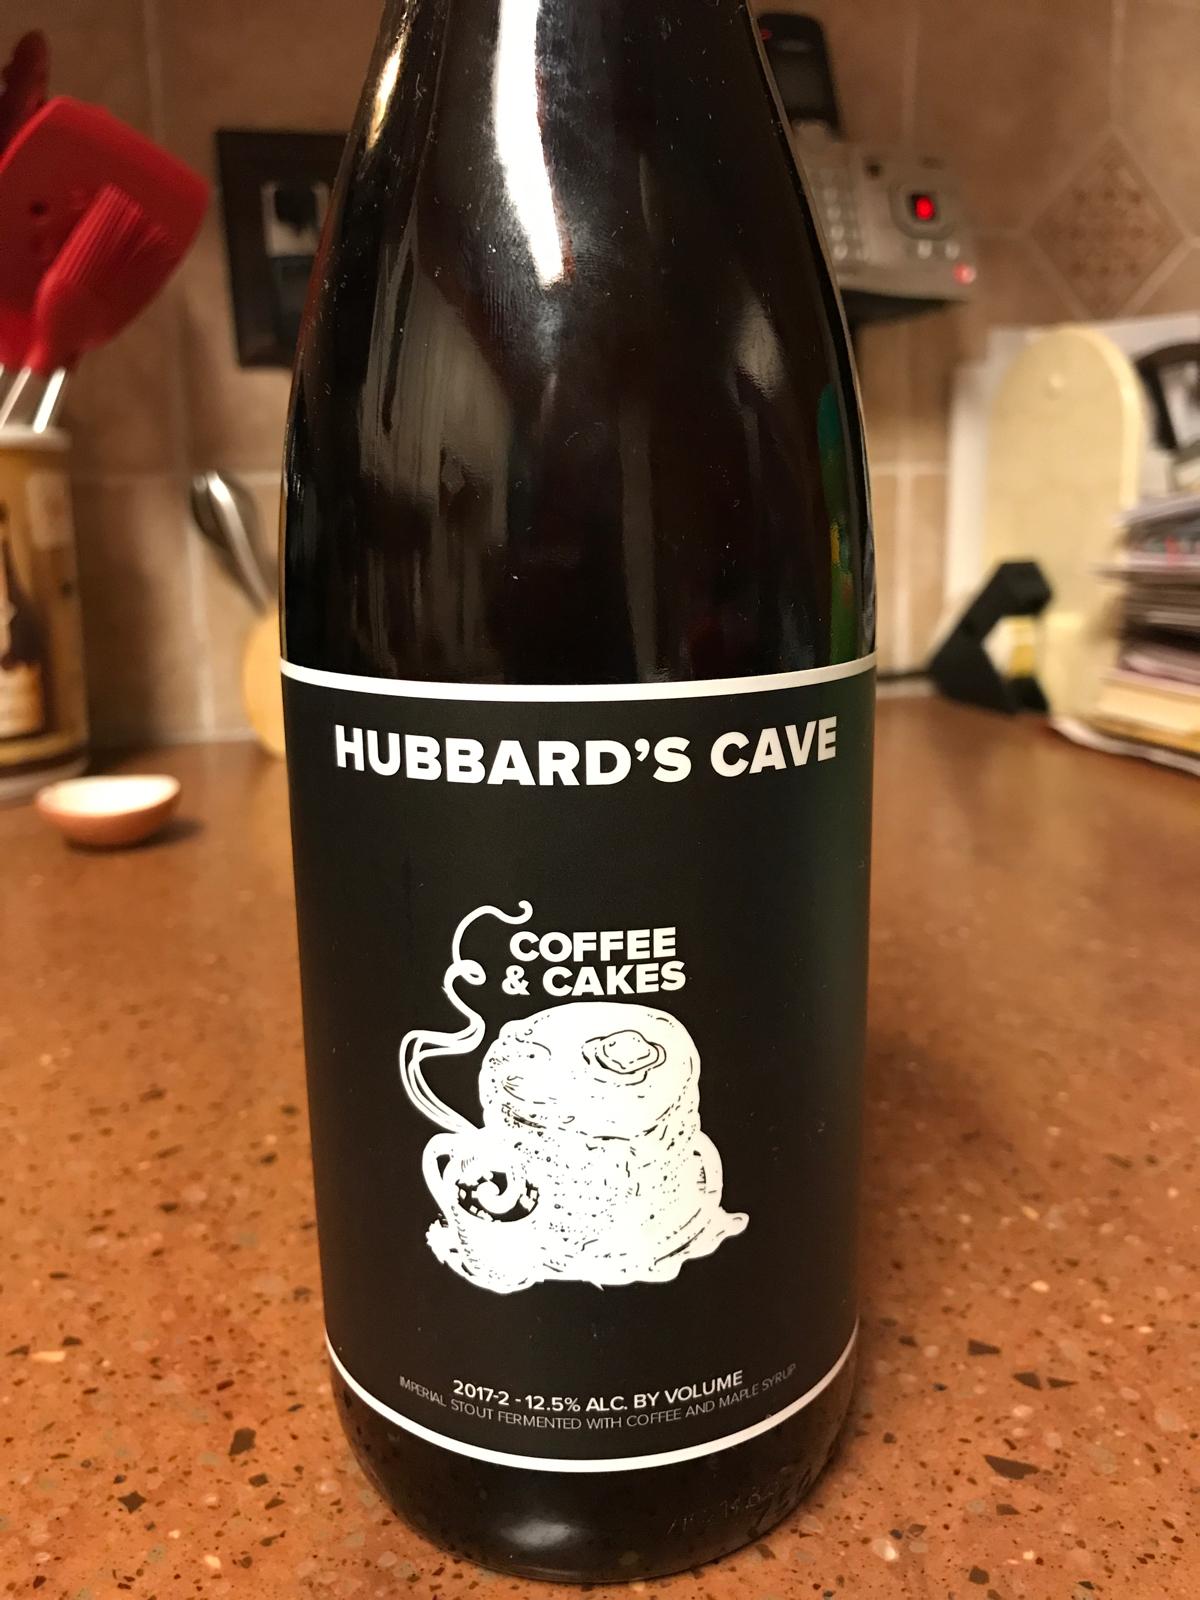 HUBBARD'S CAVE
COFFEE
& CAKES
2017-2 - 12.5% ALC. BY VOLUME
IMPERIAL STOUT FERMENTED WITH COFFEE AND MAPLE SYRUP